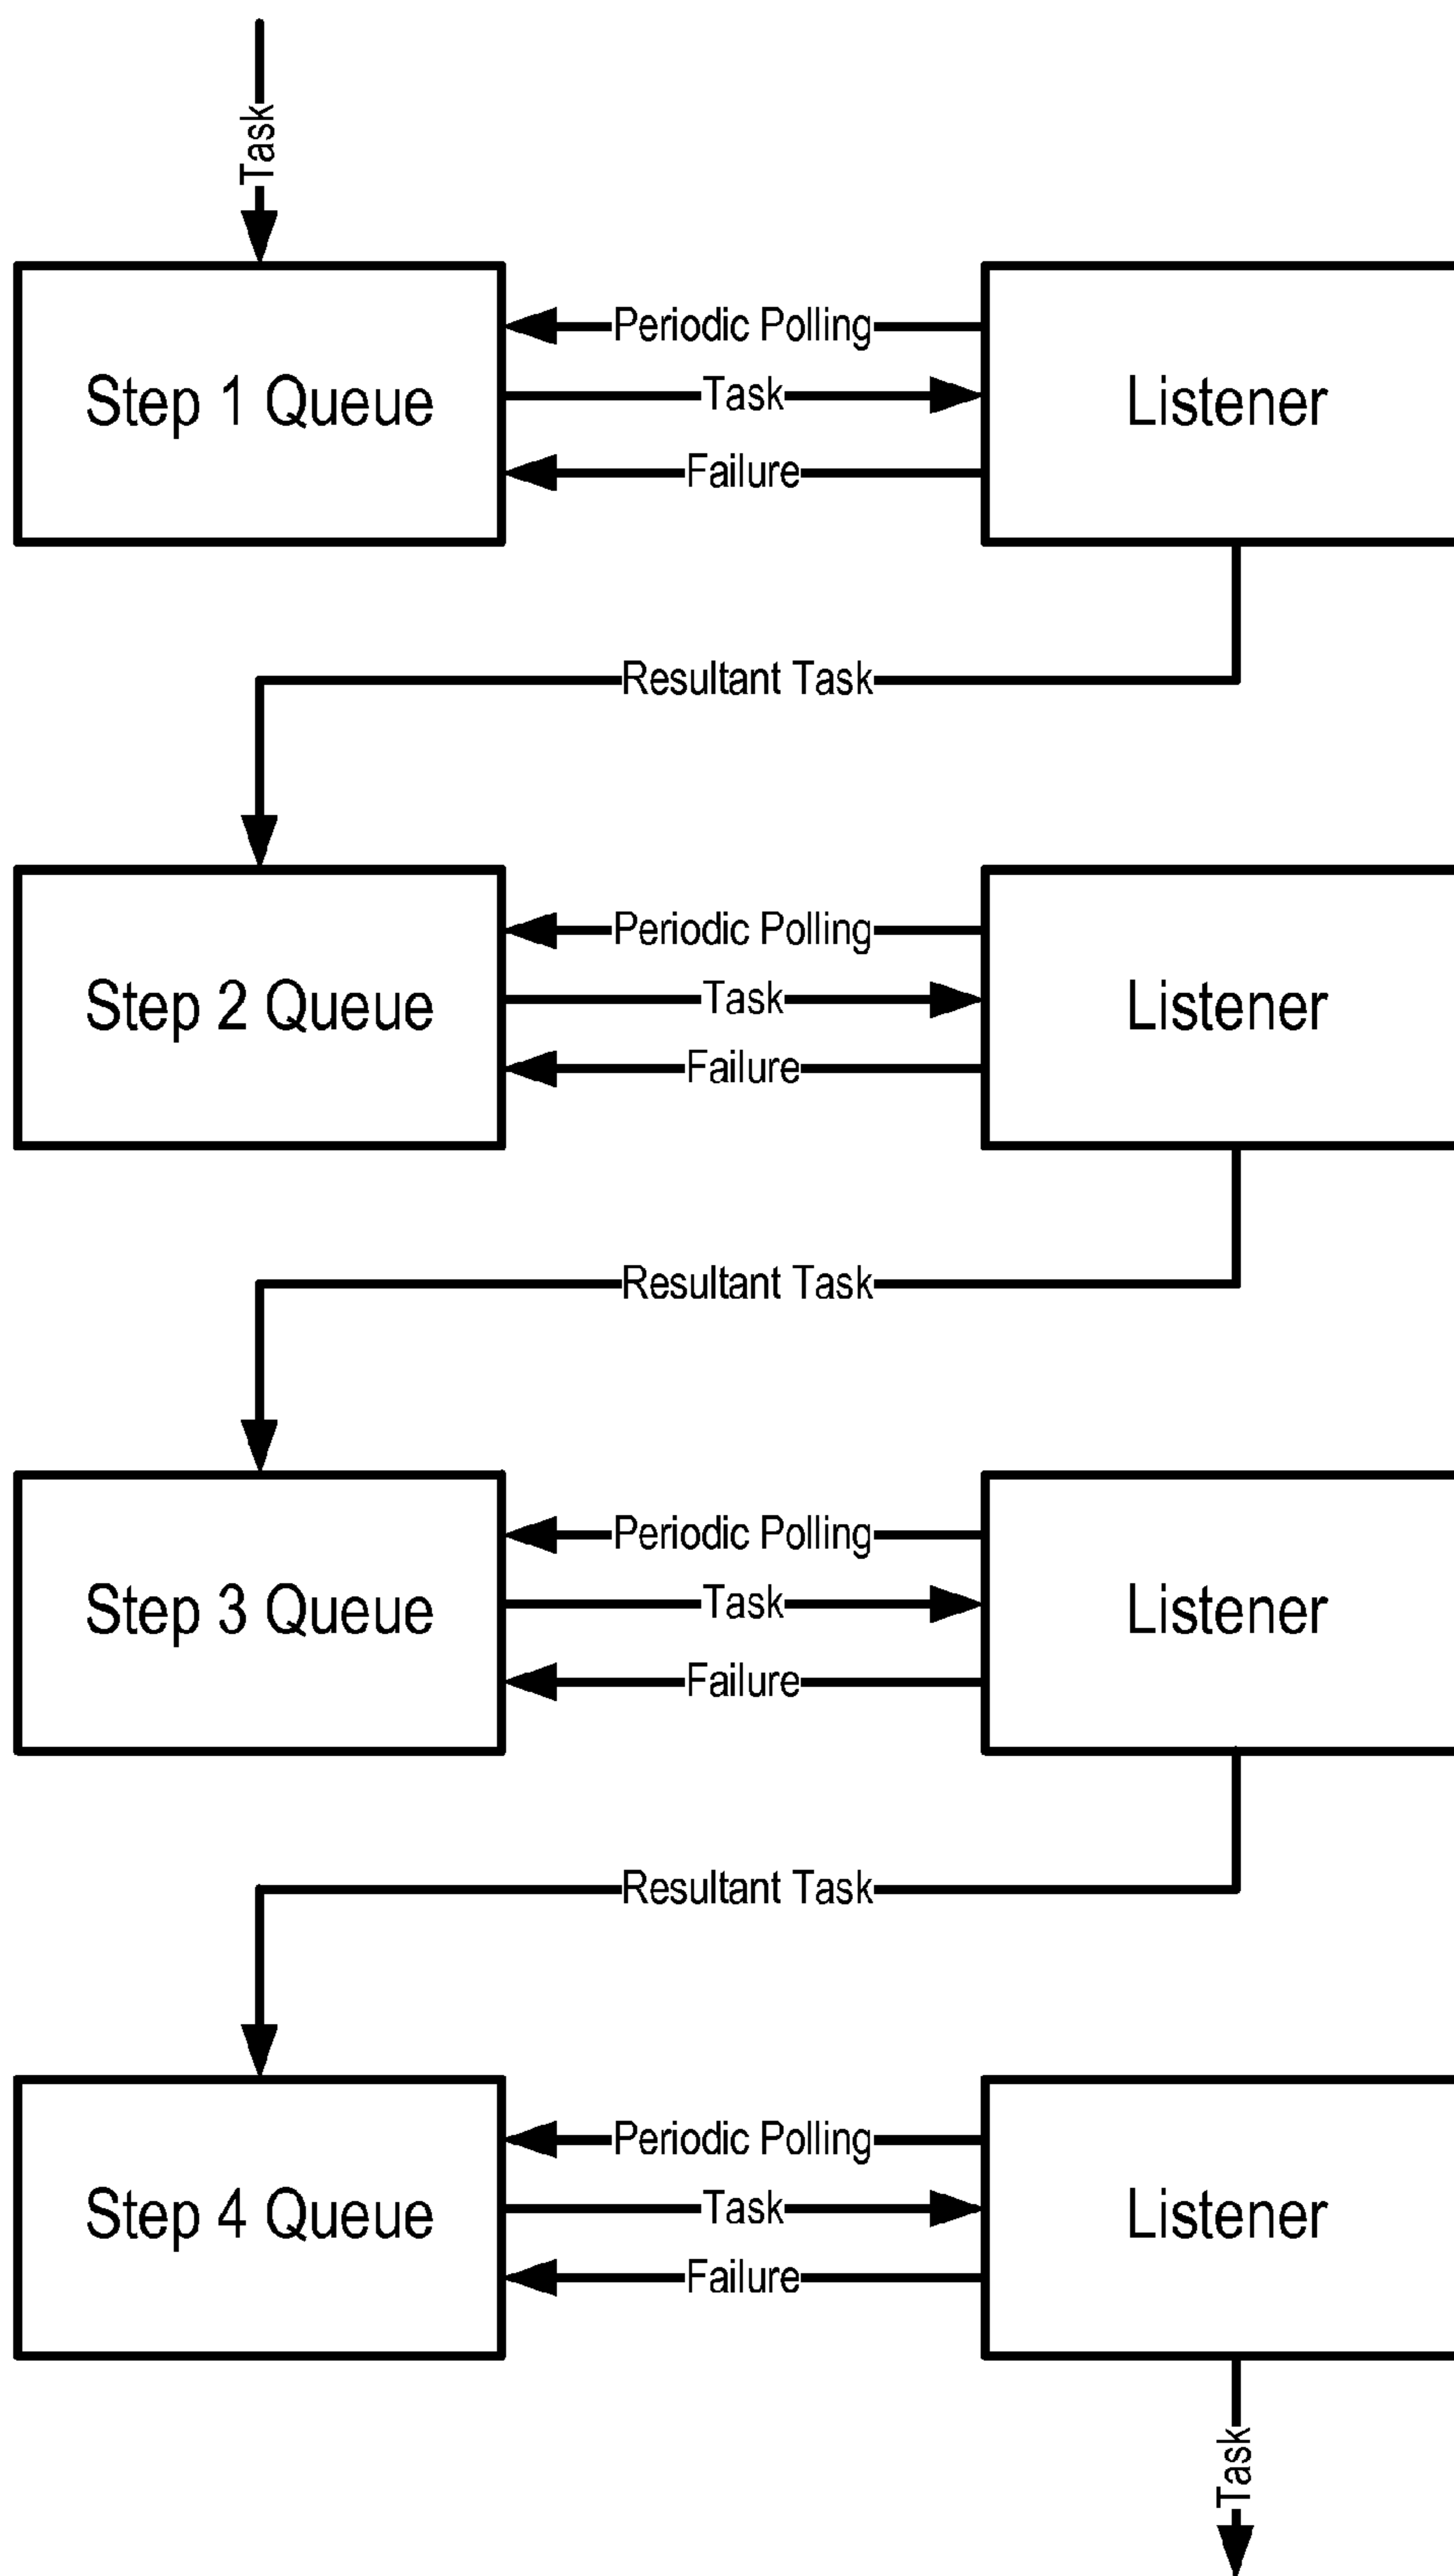 Task
Step 1 Queue
Periodic Polling
Task
Failure
Listener
Resultant Task
Step 2 Queue
Periodic Polling
Task
Failure
Listener
Resultant Task
Step 3 Queue
Periodic Polling
Task
Failure
Listener
Resultant Task
Step 4 Queue
Periodic Polling
Task
Failure
Listener
Task